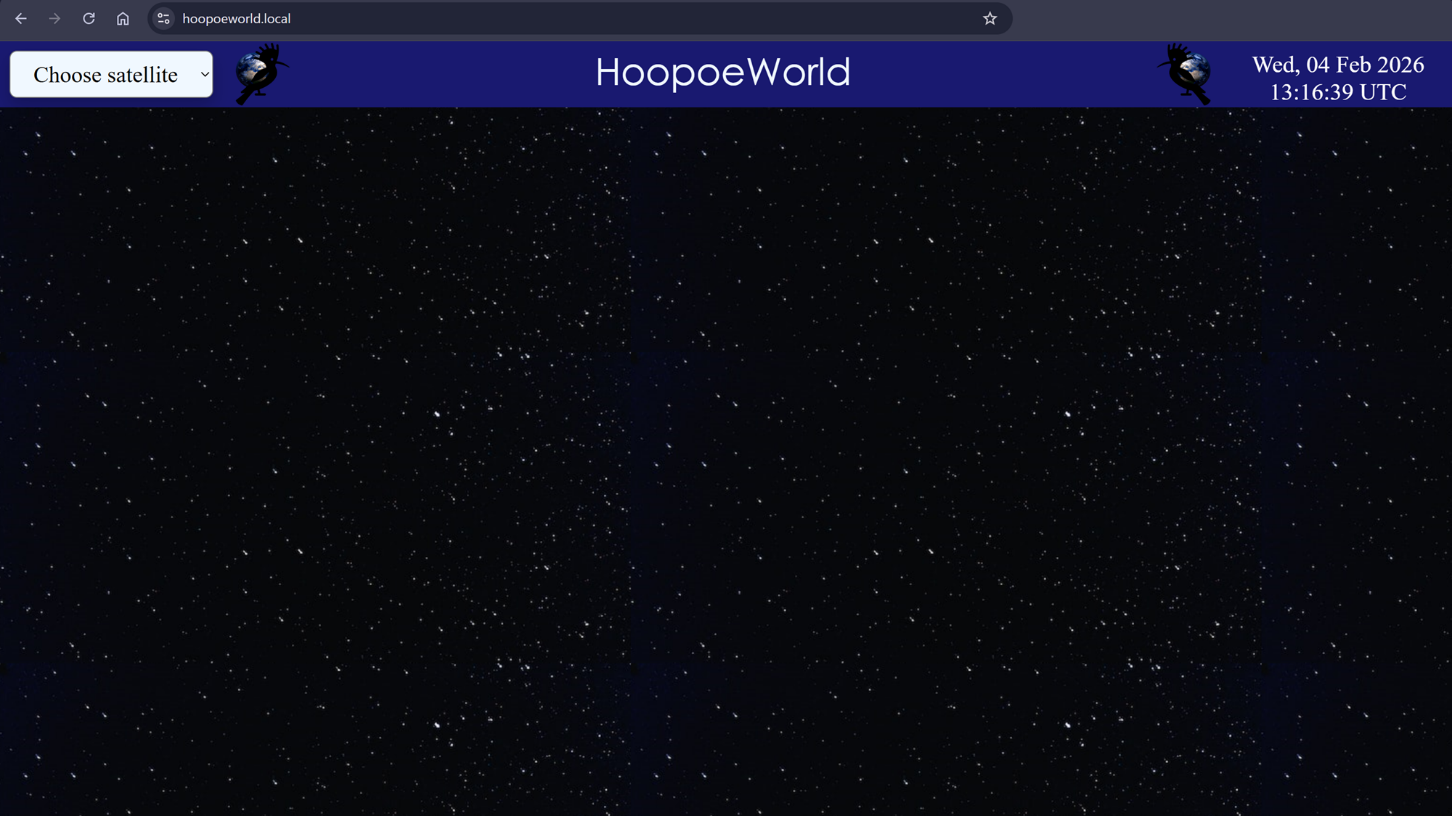 hoopoeworld.local
Choose satellite
HoopoeWorld
Wed, 04 Feb 2026
13:16:39 UTC